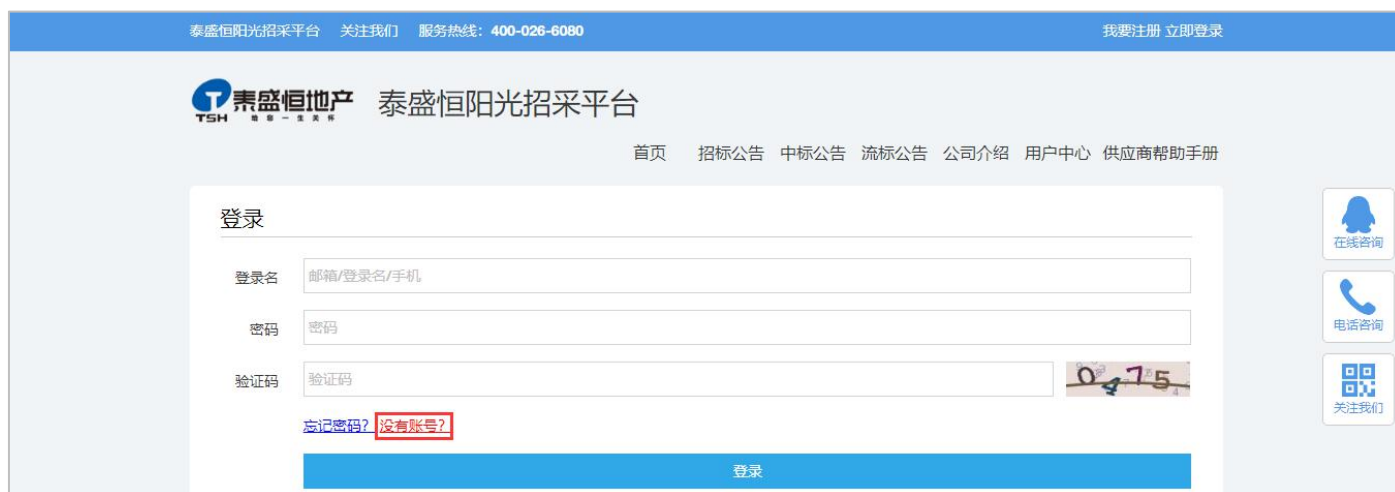 泰盛恒阳光招采平台 关注我们 服务热线：400-026-6080 我要注册 立即登录
泰盛恒地产 泰盛恒阳光招采平台
TSH 给您一生关怀
首页 招标公告 中标公告 流标公告 公司介绍 用户中心 供应商帮助手册
登录
在线咨询
登录名 邮箱/登录名/手机
密码 密码
电话咨询
验证码 验证码 0475
关注我们
忘记密码? 没有账号?
登录